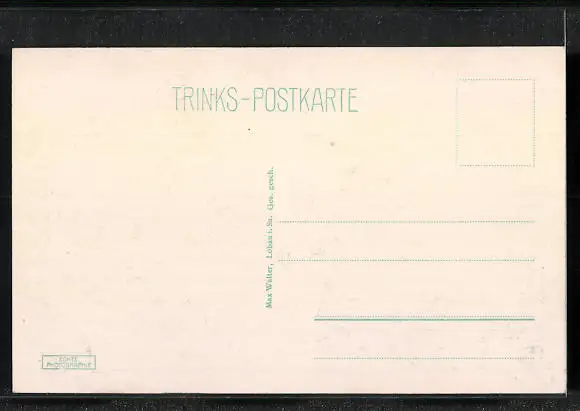 TRINKS-POSTKARTE
Max Walter, Löbau i. Sa. Ges. gesch.
ECHTE
PHOTOGRAPHIE